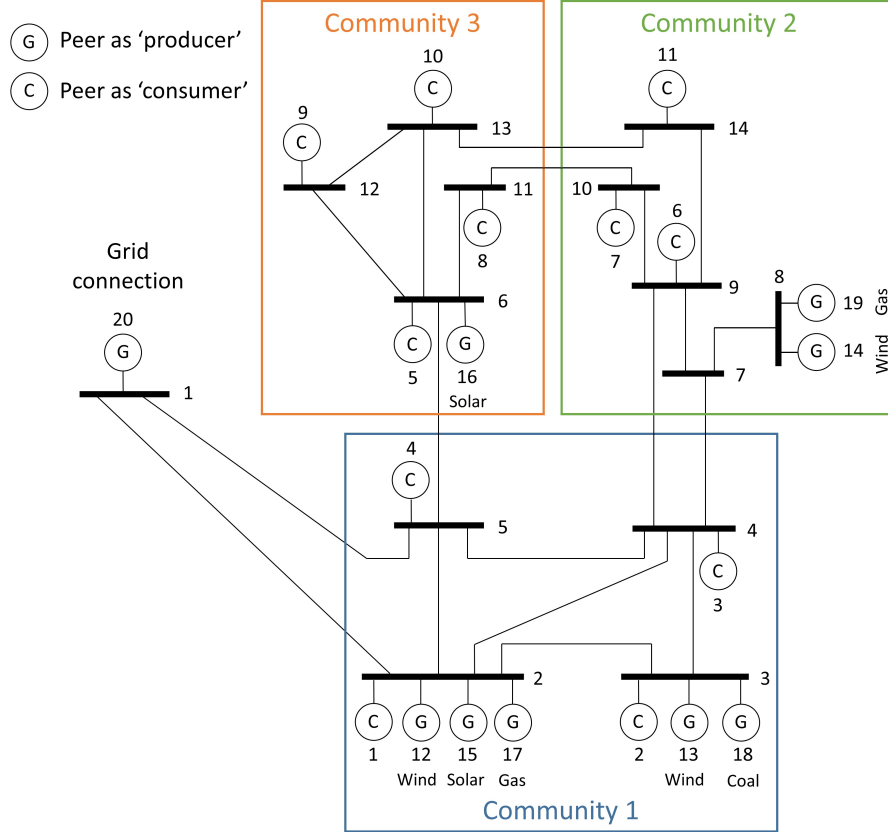 Community 3
Community 2
G Peer as ‘producer’
C Peer as ‘consumer’
10
C
13
11
C
14
9
C
12
11
C
8
10
C
7
6
C
9
Grid
connection
20
G
1
6
C
5
G
16
Solar
8
G 19 Gas
G 14 Wind
7
4
C
5
4
C
3
2
C
1
G
12
Wind
G
15
Solar
G
17
Gas
3
C
2
G
13
Wind
G
18
Coal
Community 1